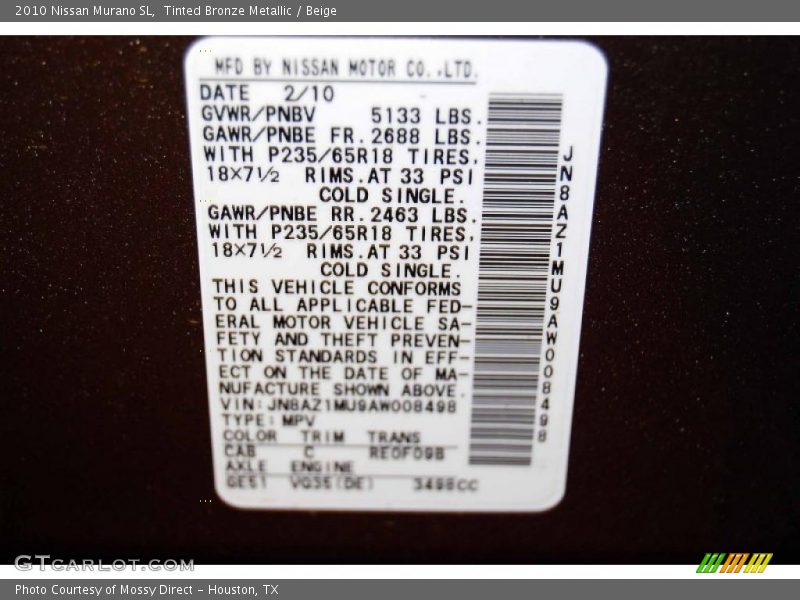 2010 Nissan Murano SL,  Tinted Bronze Metallic / Beige
MFD BY NISSAN MOTOR CO.,LTD.
DATE 2/10
GVWR/PNBV 5133 LBS.
GAWR/PNBE FR.2688 LBS.
WITH P235/65R18 TIRES,
18×7½ RIMS.AT 33 PSI
COLD SINGLE.
GAWR/PNBE RR.2463 LBS.
WITH P235/65R18 TIRES,
18×7½ RIMS.AT 33 PSI
COLD SINGLE.
THIS VEHICLE CONFORMS
TO ALL APPLICABLE FED-
ERAL MOTOR VEHICLE SA-
FETY AND THEFT PREVEN-
TION STANDARDS IN EFF-
ECT ON THE DATE OF MA-
NUFACTURE SHOWN ABOVE.
VIN:JN8AZ1MU9AW008498
TYPE:MPV
COLOR TRIM TRANS
CAB C RE0F09B
AXLE ENGINE
GE51 VQ35(DE) 3498CC
JN8AZ1MU9AW008498
GTCARLOT.COM
Photo Courtesy of Mossy Direct - Houston, TX